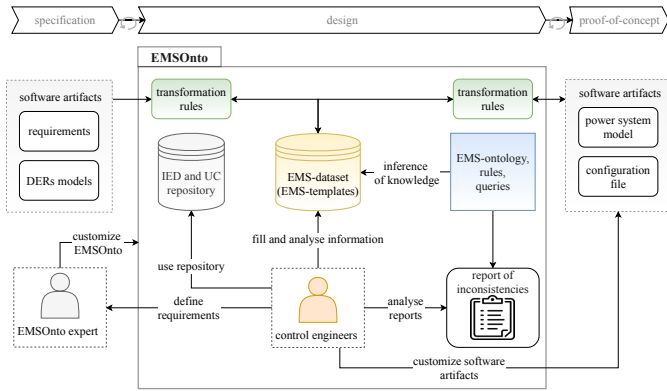 specification
design
proof-of-concept
EMSOnto
software artifacts
requirements
DERs models
transformation
rules
transformation
rules
software artifacts
power system
model
configuration
file
IED and UC
repository
EMS-dataset
(EMS-templates)
inference
of knowledge
EMS-ontology,
rules,
queries
customize
EMSOnto
fill and analyse information
use repository
EMSOnto expert
define
requirements
control engineers
analyse
reports
report of
inconsistencies
customize software
artifacts